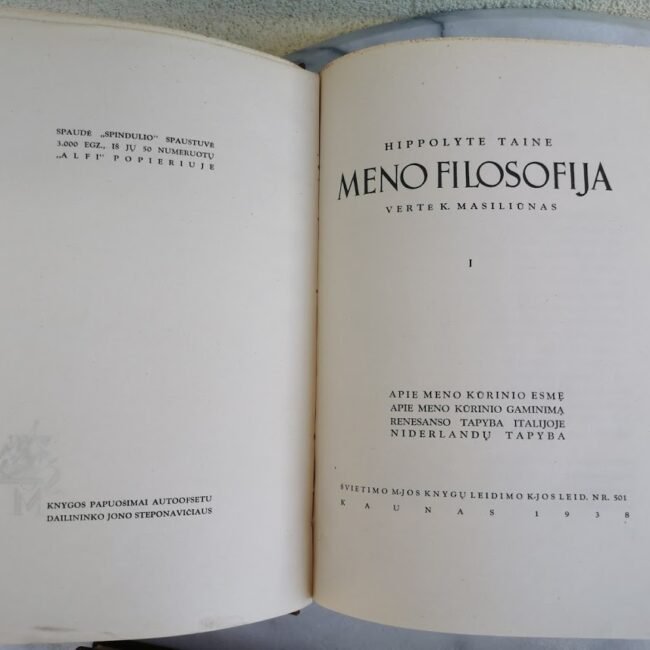 SPAUDĖ „SPINDULIO" SPAUSTUVĖ
3.000 EGZ., IŠ JŲ 50 NUMERUOTŲ
„ALFI" POPIERIUJE
KNYGOS PAPUOŠIMAI AUTOOFSETU
DAILININKO JONO STEPONAVIČIAUS
HIPPOLYTE TAINE
MENO FILOSOFIJA
VERTĖ K. MASILIŪNAS
I
APIE MENO KŪRINIO ESMĘ
APIE MENO KŪRINIO GAMINIMĄ
RENESANSO TAPYBA ITALIJOJE
NIDERLANDŲ TAPYBA
ŠVIETIMO M-JOS KNYGŲ LEIDIMO K-JOS LEID. NR. 501
KAUNAS 1938